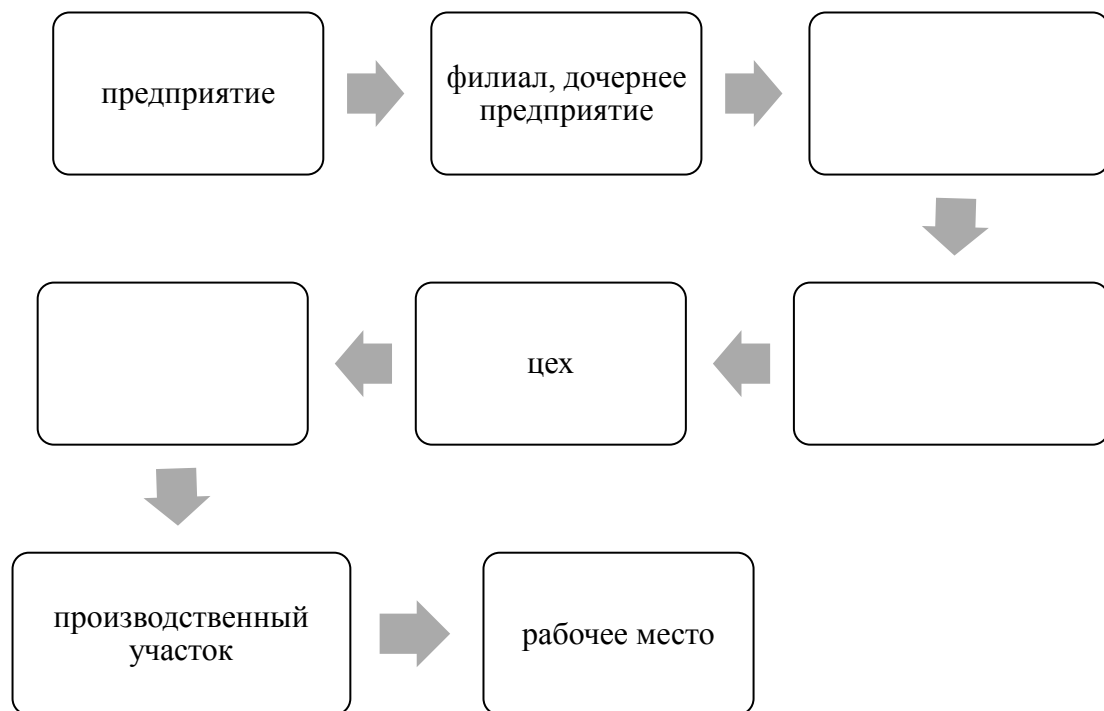 предприятие
филиал, дочернее
предприятие
цех
производственный
участок
рабочее место